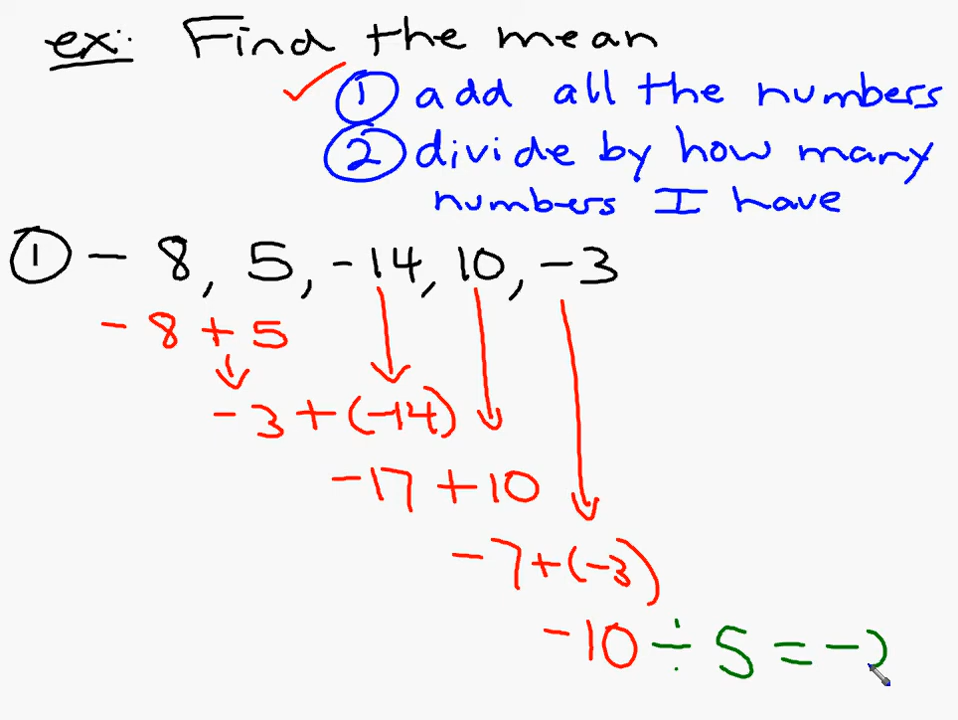 ex: Find the mean
① add all the numbers
② divide by how many
numbers I have
① - 8, 5, -14, 10, -3
-8 + 5
-3 + (-14)
-17 + 10
-7 + (-3)
-10 ÷ 5 = -2